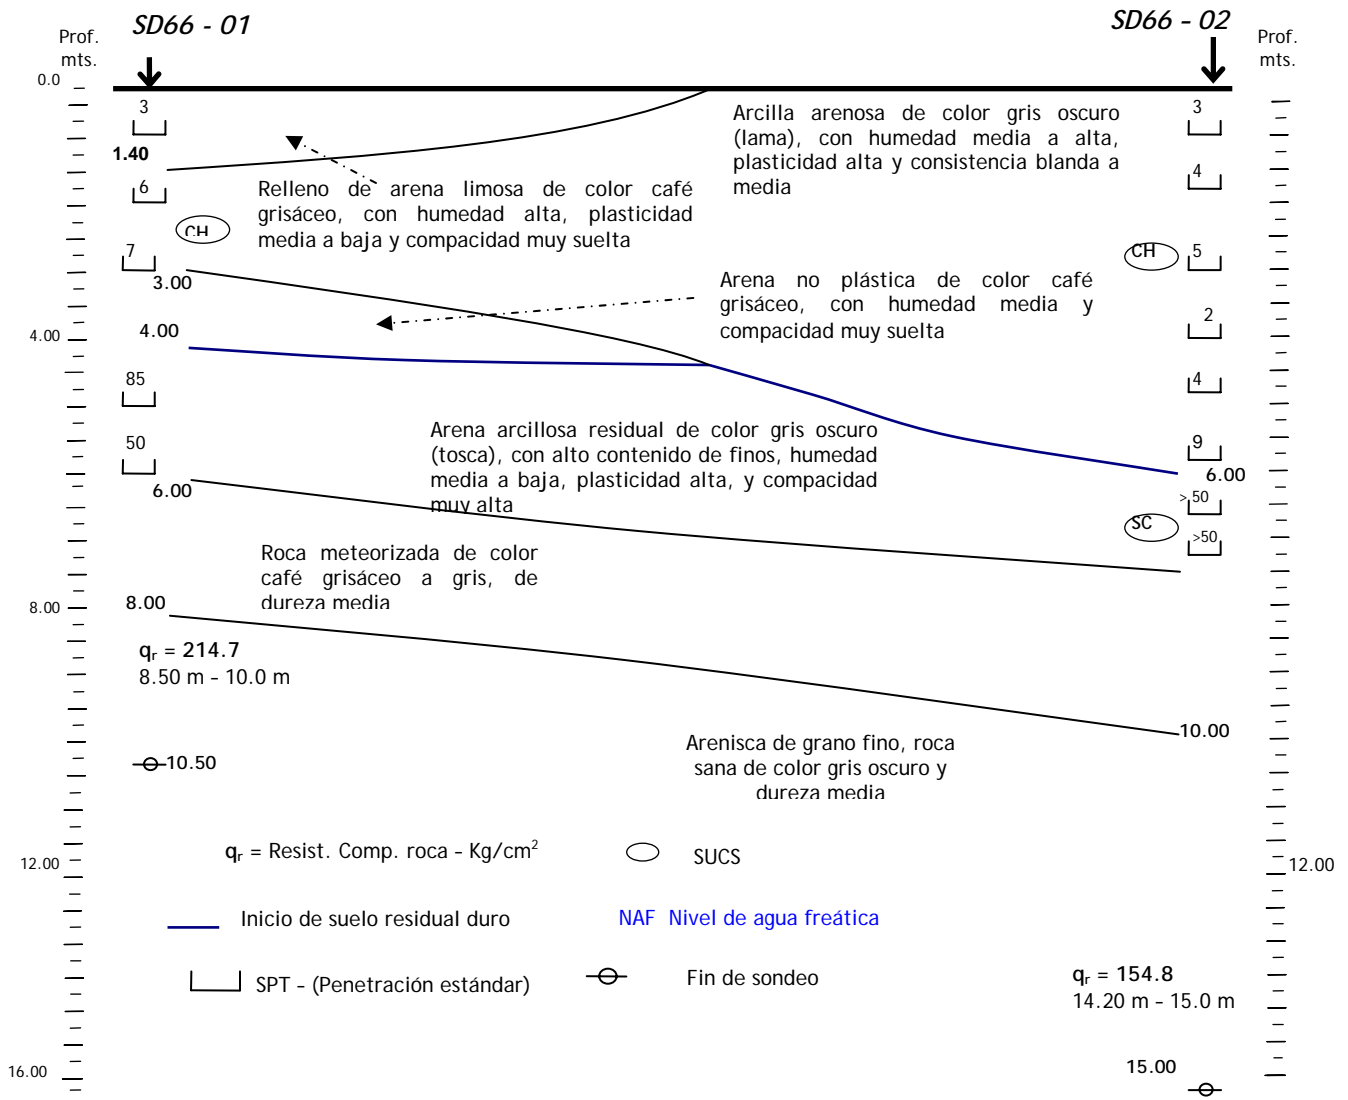 SD66 - 01
SD66 - 02
Prof.
mts.
Prof.
mts.
0.0
3
1.40
6
CH
7
3.00
4.00
4.00
85
50
6.00
8.00
8.00
Relleno de arena limosa de color café
grisáceo, con humedad alta, plasticidad
media a baja y compacidad muy suelta
Arcilla arenosa de color gris oscuro
(lama), con humedad media a alta,
plasticidad alta y consistencia blanda a
media
3
4
CH
5
2
4
9
6.00
>50
SC
>50
Arena no plástica de color café
grisáceo, con humedad media y
compacidad muy suelta
Arena arcillosa residual de color gris oscuro
(tosca), con alto contenido de finos, humedad
media a baja, plasticidad alta, y compacidad
muy alta
Roca meteorizada de color
café grisáceo a gris, de
dureza media
qr = 214.7
8.50 m – 10.0 m
10.00
Arenisca de grano fino, roca
sana de color gris oscuro y
dureza media
10.50
qr = Resist. Comp. roca – Kg/cm2
SUCS
12.00
12.00
Inicio de suelo residual duro
NAF Nivel de agua freática
SPT – (Penetración estándar)
Fin de sondeo
qr = 154.8
14.20 m – 15.0 m
15.00
16.00